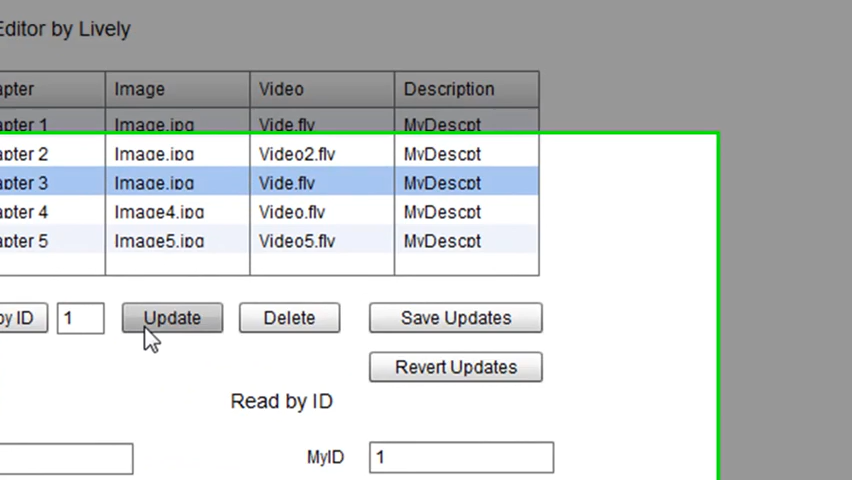 Editor by Lively
apter Image Video Description
apter 1 Image.jpg Vide.flv MyDescpt
apter 2 Image.jpg Video2.flv MyDescpt
apter 3 Image.jpg Vide.flv MyDescpt
apter 4 Image4.jpg Video.flv MyDescpt
apter 5 Image5.jpg Video5.flv MyDescpt
by ID 1 Update Delete Save Updates
Revert Updates
Read by ID
MyID 1